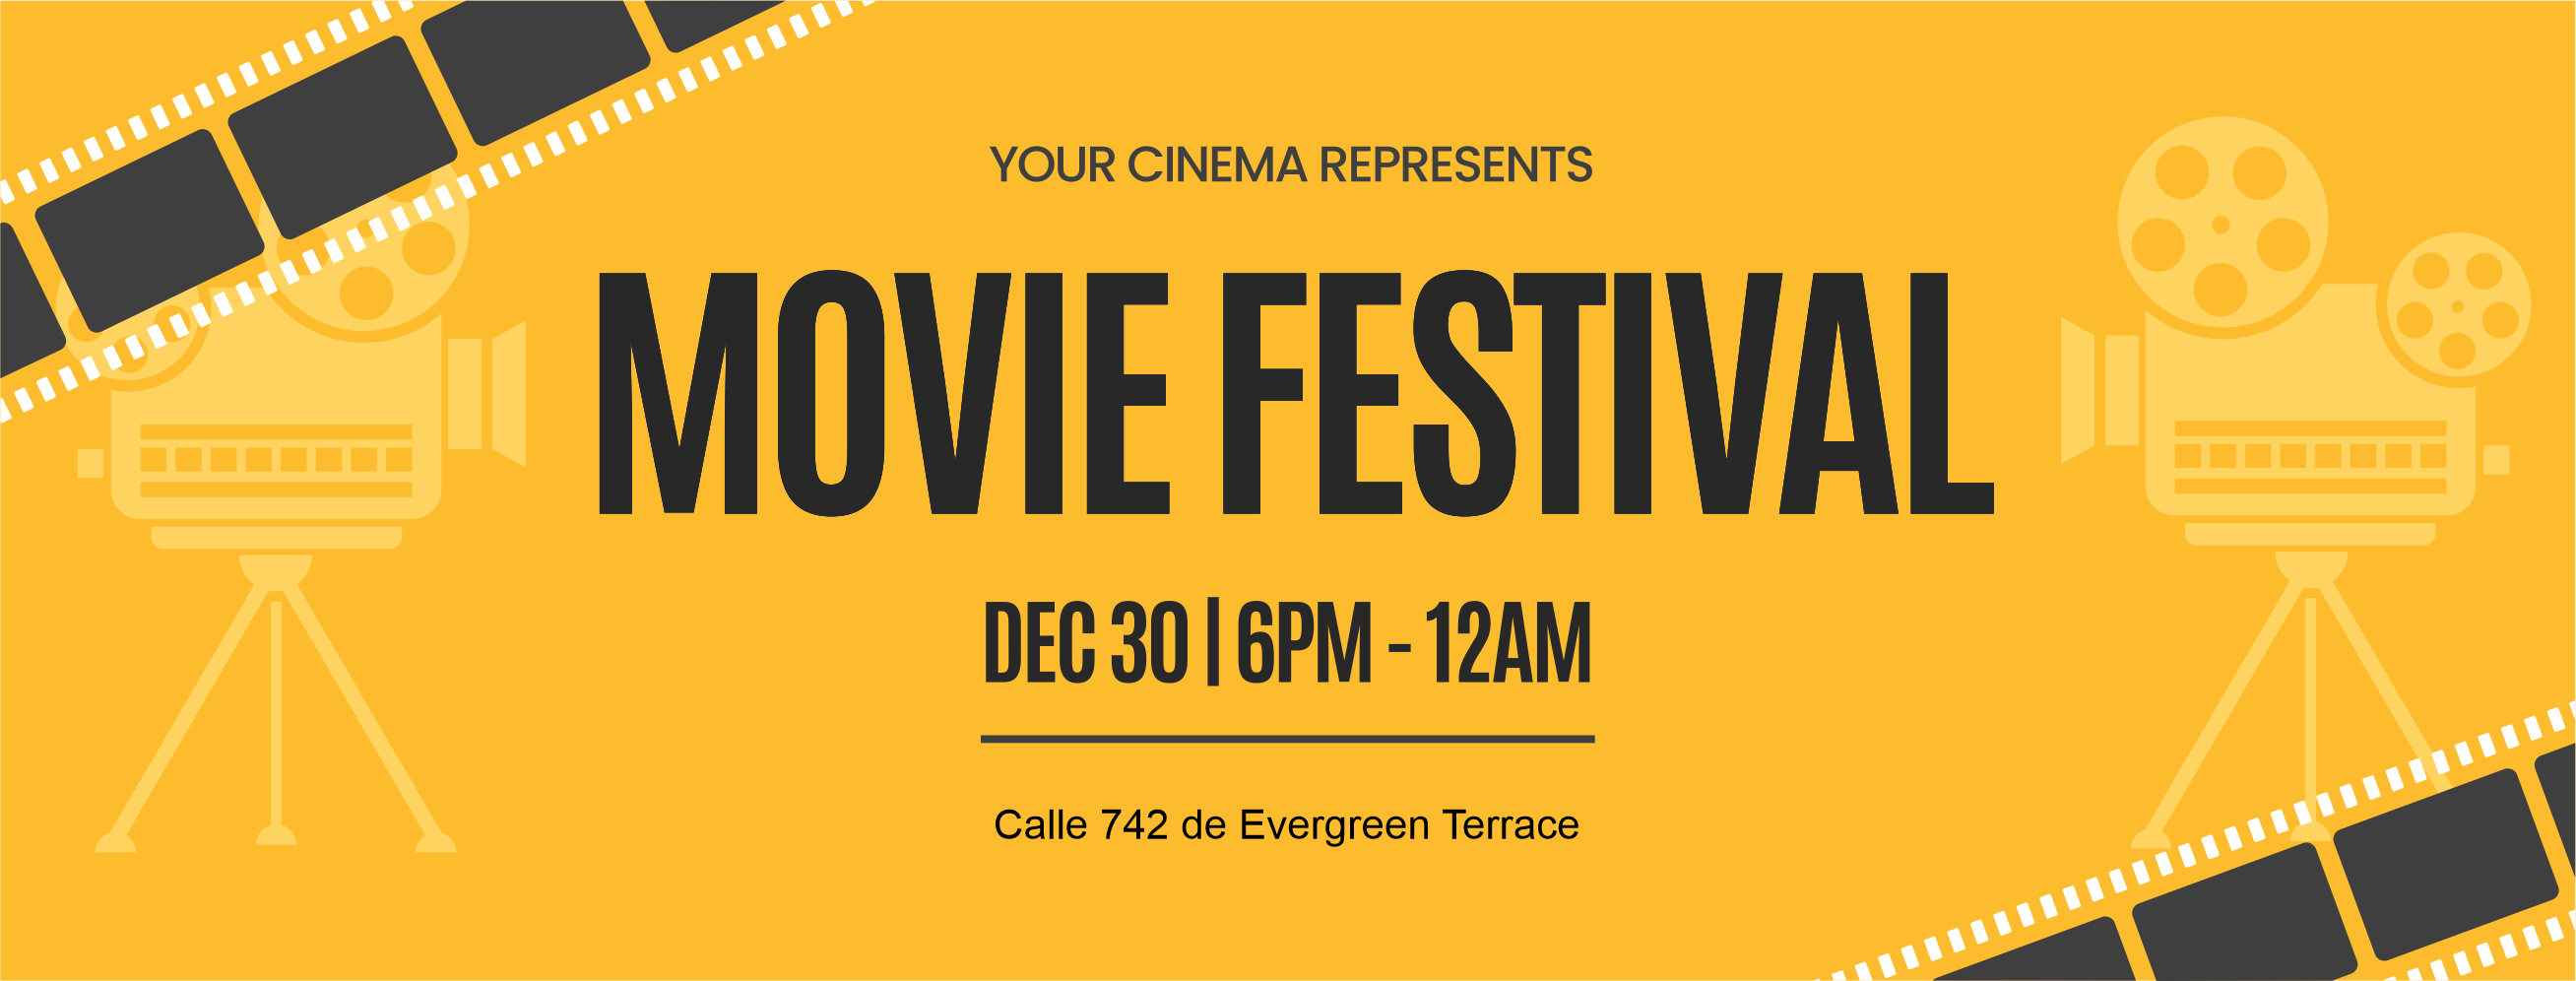 YOUR CINEMA REPRESENTS
MOVIE FESTIVAL
DEC 30 | 6PM - 12AM
Calle 742 de Evergreen Terrace